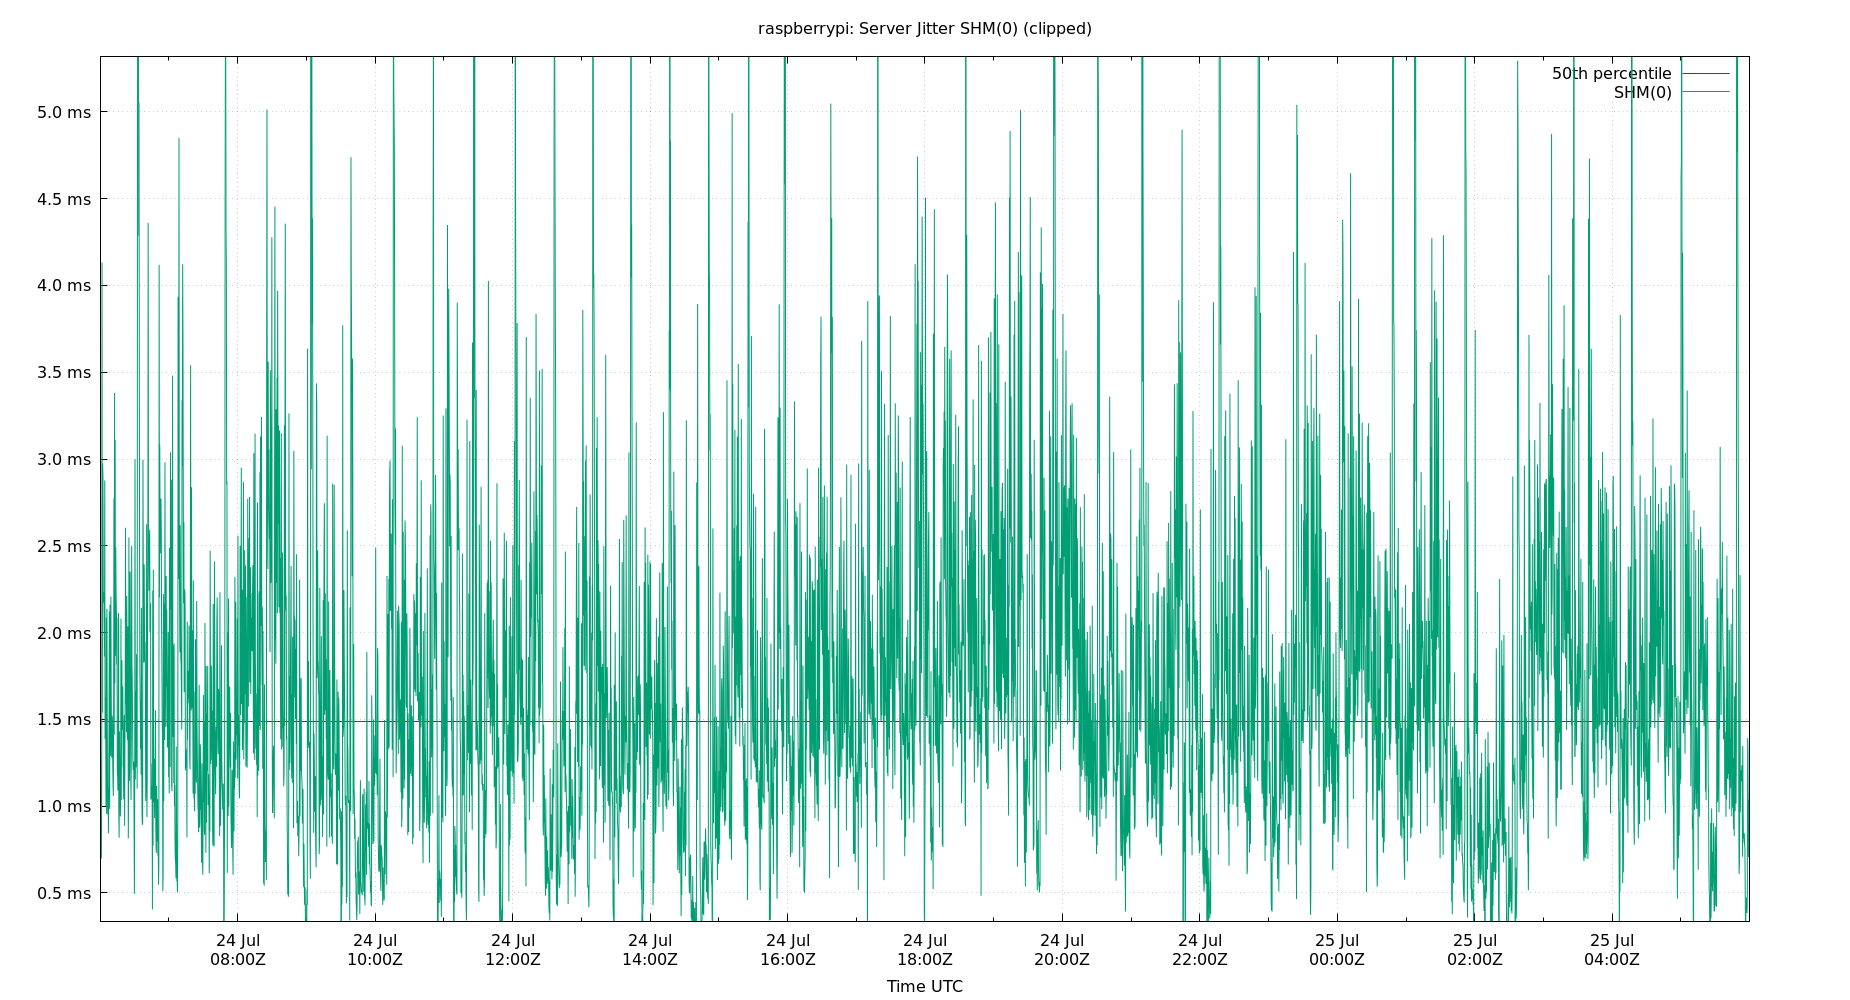 raspberrypi: Server Jitter SHM(0) (clipped)
50th percentile
SHM(0)
5.0 ms
4.5 ms
4.0 ms
3.5 ms
3.0 ms
2.5 ms
2.0 ms
1.5 ms
1.0 ms
0.5 ms
24 Jul 24 Jul 24 Jul 24 Jul 24 Jul 24 Jul 24 Jul 24 Jul 25 Jul 25 Jul 25 Jul
08:00Z 10:00Z 12:00Z 14:00Z 16:00Z 18:00Z 20:00Z 22:00Z 00:00Z 02:00Z 04:00Z
Time UTC